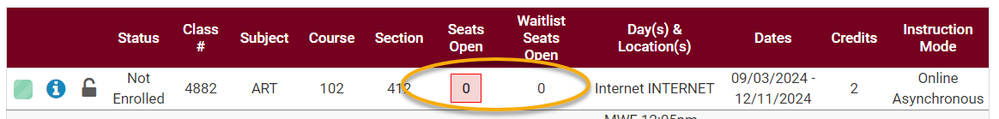 Status Class # Subject Course Section Seats Open Waitlist Seats Open Day(s) & Location(s) Dates Credits Instruction Mode
Not Enrolled 4882 ART 102 412 0 0 Internet INTERNET 09/03/2024 - 12/11/2024 2 Online Asynchronous
MWF 12:05pm